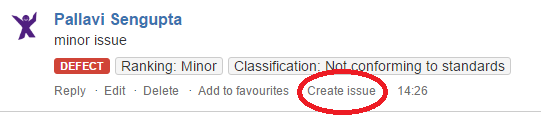 Pallavi Sengupta
minor issue
DEFECT Ranking: Minor Classification: Not conforming to standards
Reply · Edit · Delete · Add to favourites Create issue 14:26